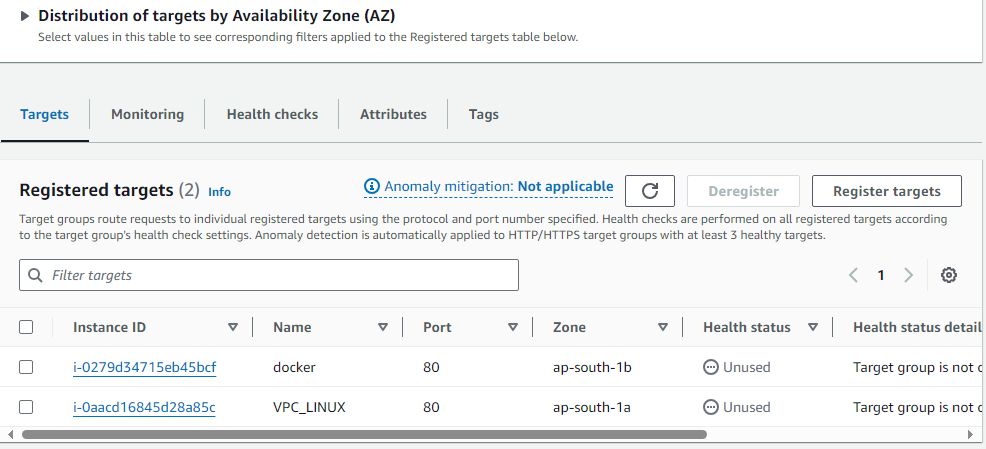 Distribution of targets by Availability Zone (AZ)
Select values in this table to see corresponding filters applied to the Registered targets table below.
Targets Monitoring Health checks Attributes Tags
Registered targets (2) Info Anomaly mitigation: Not applicable Deregister Register targets
Target groups route requests to individual registered targets using the protocol and port number specified. Health checks are performed on all registered targets according
to the target group's health check settings. Anomaly detection is automatically applied to HTTP/HTTPS target groups with at least 3 healthy targets.
Filter targets 1
Instance ID Name Port Zone Health status Health status detail
i-0279d34715eb45bcf docker 80 ap-south-1b Unused Target group is not
i-0aacd16845d28a85c VPC_LINUX 80 ap-south-1a Unused Target group is not